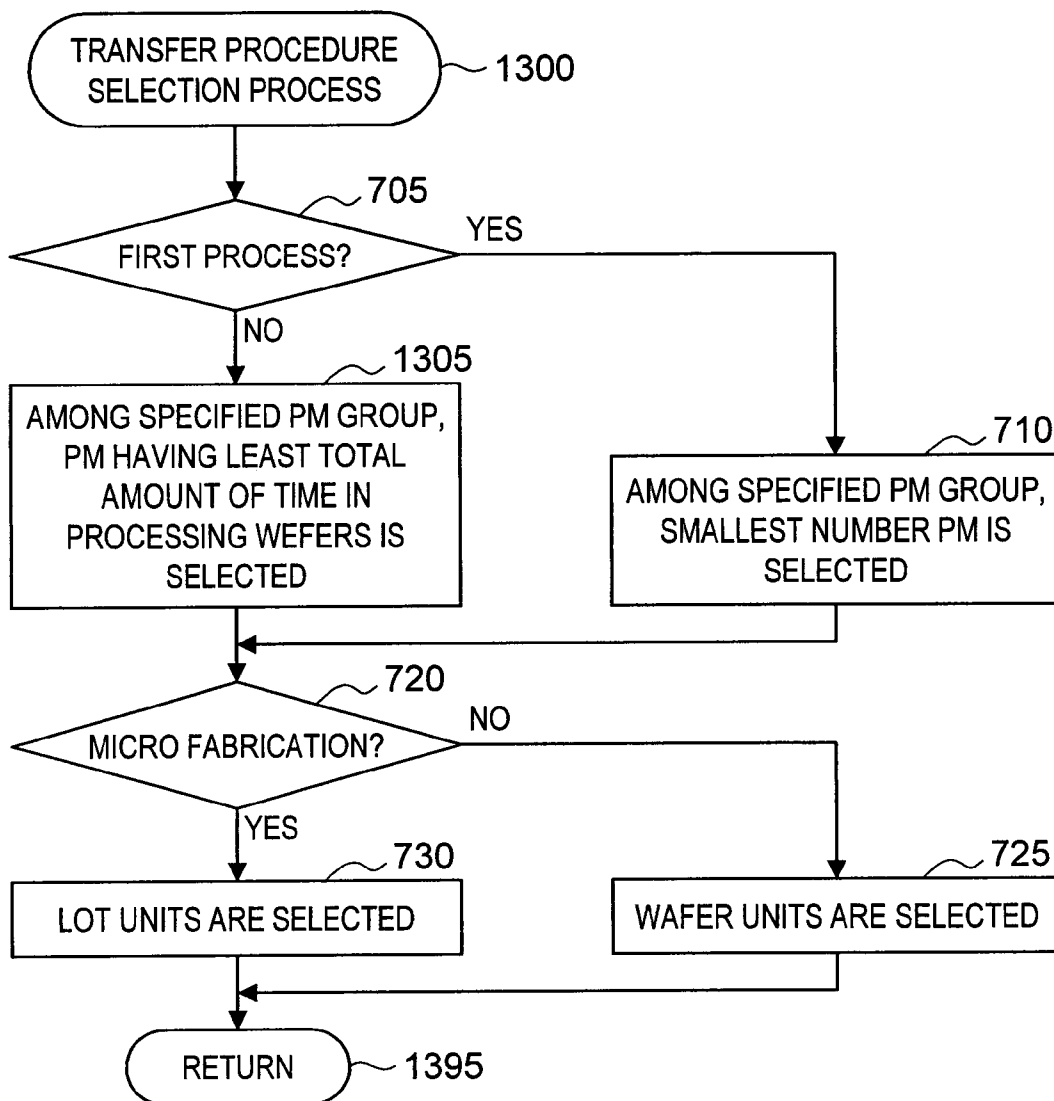 TRANSFER PROCEDURE
SELECTION PROCESS
1300
705
FIRST PROCESS?
YES
NO
1305
AMONG SPECIFIED PM GROUP,
PM HAVING LEAST TOTAL
AMOUNT OF TIME IN
PROCESSING WEFERS IS
SELECTED
710
AMONG SPECIFIED PM GROUP,
SMALLEST NUMBER PM IS
SELECTED
720
MICRO FABRICATION?
NO
YES
730
LOT UNITS ARE SELECTED
725
WAFER UNITS ARE SELECTED
RETURN
1395